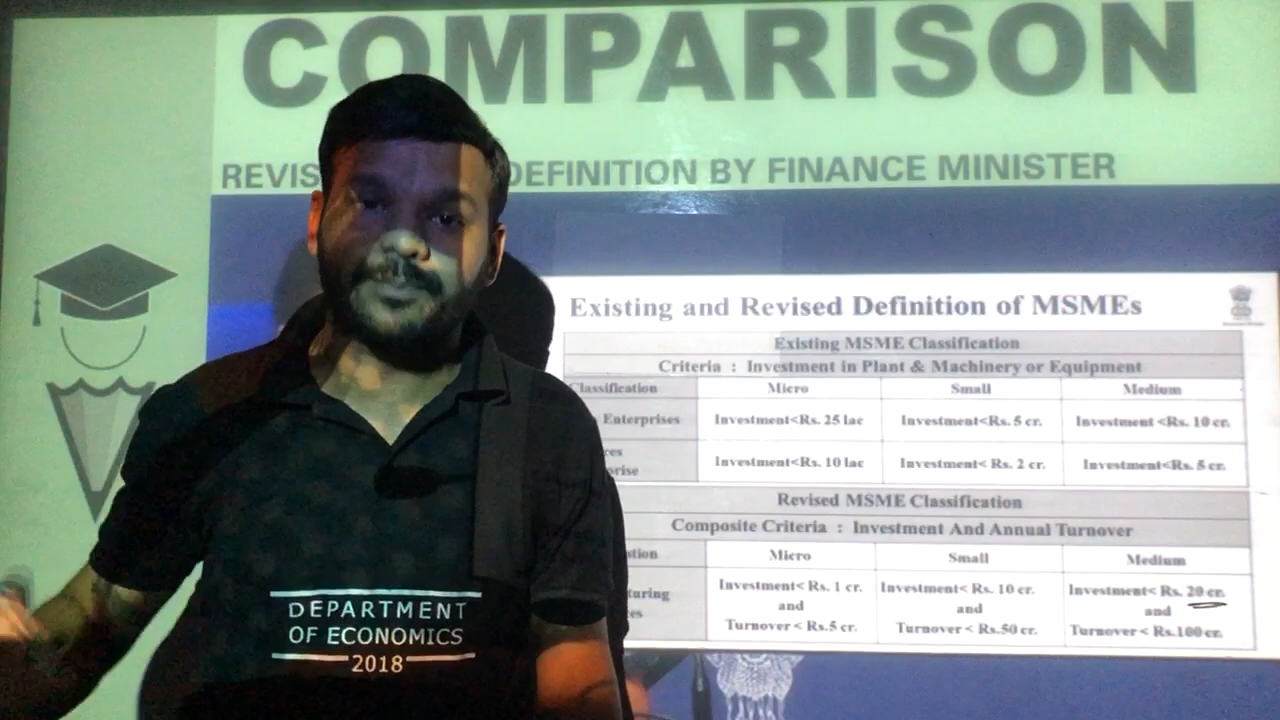 COMPARISON
REVIS DEFINITION BY FINANCE MINISTER
Existing and Revised Definition of MSMEs
Existing MSME Classification
Criteria : Investment in Plant & Machinery or Equipment
Classification Micro Small Medium
Enterprises Investment<Rs. 25 lac Investment<Rs. 5 cr. Investment <Rs. 10 cr.
Investment<Rs. 10 lac Investment< Rs. 2 cr. Investment<Rs. 5 cr.
Revised MSME Classification
Composite Criteria : Investment And Annual Turnover
Micro Small Medium
Investment< Rs. 1 cr. Investment< Rs. 10 cr. Investment< Rs. 20 cr.
and and and
Turnover < Rs.5 cr. Turnover < Rs.50 cr. Turnover < Rs.100 cr.
DEPARTMENT
OF ECONOMICS
2018